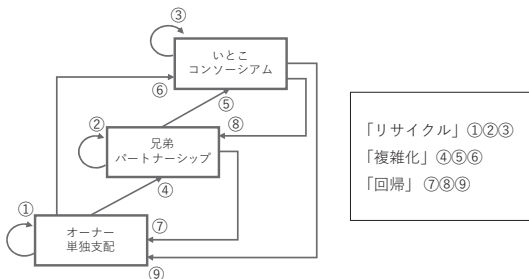 ③
いとこ
コンソーシアム
⑥
⑤
②
⑧
兄弟
パートナーシップ
④
①
⑦
オーナー
単独支配
⑨
「リサイクル」①②③
「複雑化」④⑤⑥
「回帰」⑦⑧⑨